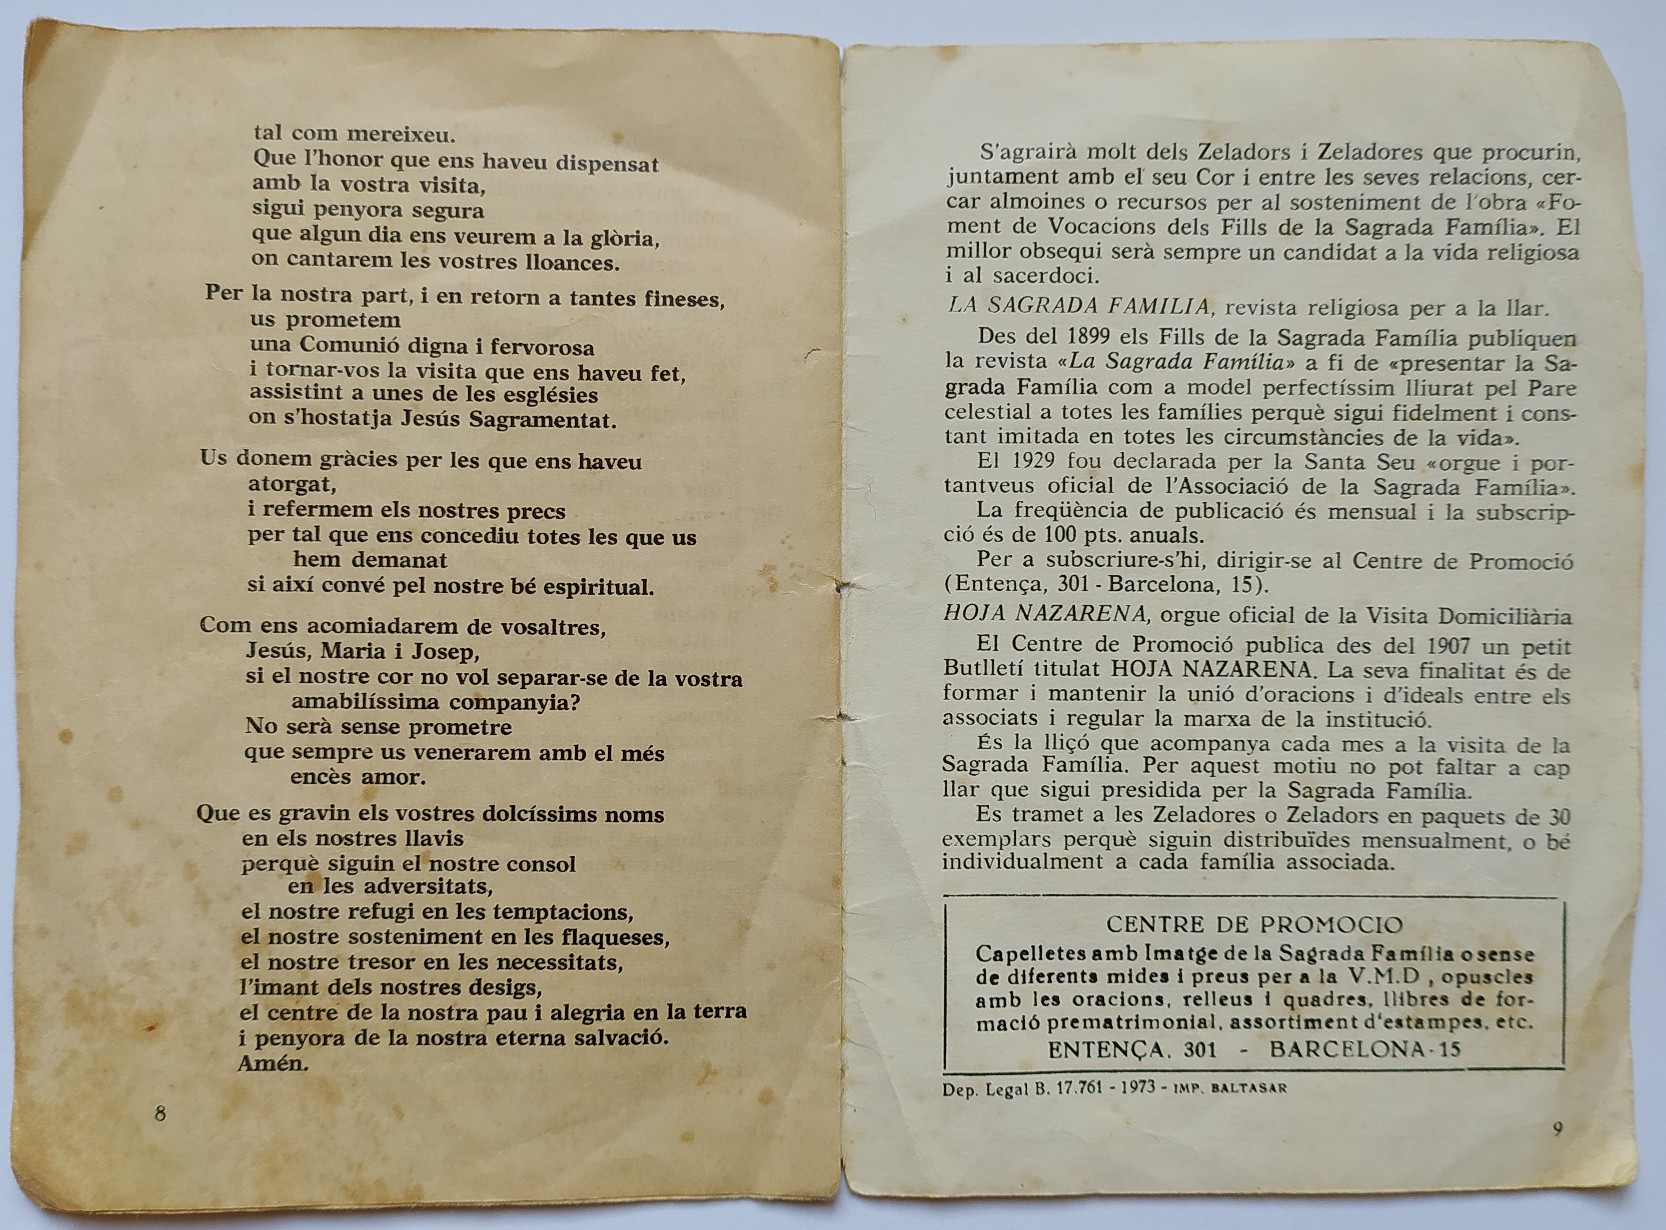 tal com mereixeu.
Que l'honor que ens haveu dispensat
amb la vostra visita,
sigui penyora segura
que algun dia ens veurem a la glòria,
on cantarem les vostres lloances.
Per la nostra part, i en retorn a tantes fineses,
us prometem
una Comunió digna i fervorosa
i tornar-vos la visita que ens haveu fet,
assistint a unes de les esglésies
on s'hostatja Jesús Sagramentat.
Us donem gràcies per les que ens haveu
atorgat,
i refermem els nostres precs
per tal que ens concediu totes les que us
hem demanat
si així convé pel nostre bé espiritual.
Com ens acomiadarem de vosaltres,
Jesús, Maria i Josep,
si el nostre cor no vol separar-se de la vostra
amabilíssima companyia?
No serà sense prometre
que sempre us venerarem amb el més
encès amor.
Que es gravin els vostres dolcíssims noms
en els nostres llavis
perquè siguin el nostre consol
en les adversitats,
el nostre refugi en les temptacions,
el nostre sosteniment en les flaqueses,
el nostre tresor en les necessitats,
l'imant dels nostres desigs,
el centre de la nostra pau i alegria en la terra
i penyora de la nostra eterna salvació.
Amén.
8
S'agrairà molt dels Zeladors i Zeladores que procurin,
juntament amb el seu Cor i entre les seves relacions, cer-
car almoines o recursos per al sosteniment de l'obra «Fo-
ment de Vocacions dels Fills de la Sagrada Família». El
millor obsequi serà sempre un candidat a la vida religiosa
i al sacerdoci.
LA SAGRADA FAMILIA, revista religiosa per a la llar.
Des del 1899 els Fills de la Sagrada Família publiquen
la revista «La Sagrada Família» a fi de «presentar la Sa-
grada Família com a model perfectíssim lliurat pel Pare
celestial a totes les famílies perquè sigui fidelment i cons-
tant imitada en totes les circumstàncies de la vida».
El 1929 fou declarada per la Santa Seu «orgue i por-
tantveus oficial de l'Associació de la Sagrada Família».
La freqüència de publicació és mensual i la subscrip-
ció és de 100 pts. anuals.
Per a subscriure-s'hi, dirigir-se al Centre de Promoció
(Entença, 301 - Barcelona, 15).
HOJA NAZARENA, orgue oficial de la Visita Domiciliària
El Centre de Promoció publica des del 1907 un petit
Butlletí titulat HOJA NAZARENA. La seva finalitat és de
formar i mantenir la unió d'oracions i d'ideals entre els
associats i regular la marxa de la institució.
És la lliçó que acompanya cada mes a la visita de la
Sagrada Família. Per aquest motiu no pot faltar a cap
llar que sigui presidida per la Sagrada Família.
Es tramet a les Zeladores o Zeladors en paquets de 30
exemplars perquè siguin distribuïdes mensualment, o bé
individualment a cada família associada.
CENTRE DE PROMOCIO
Capelletes amb Imatge de la Sagrada Família o sense
de diferents mides i preus per a la V.M.D , opuscles
amb les oracions, relleus i quadres, llibres de for-
mació prematrimonial, assortiment d'estampes, etc.
ENTENÇA. 301 - BARCELONA-15
Dep. Legal B. 17.761 - 1973 - IMP. BALTASAR
9